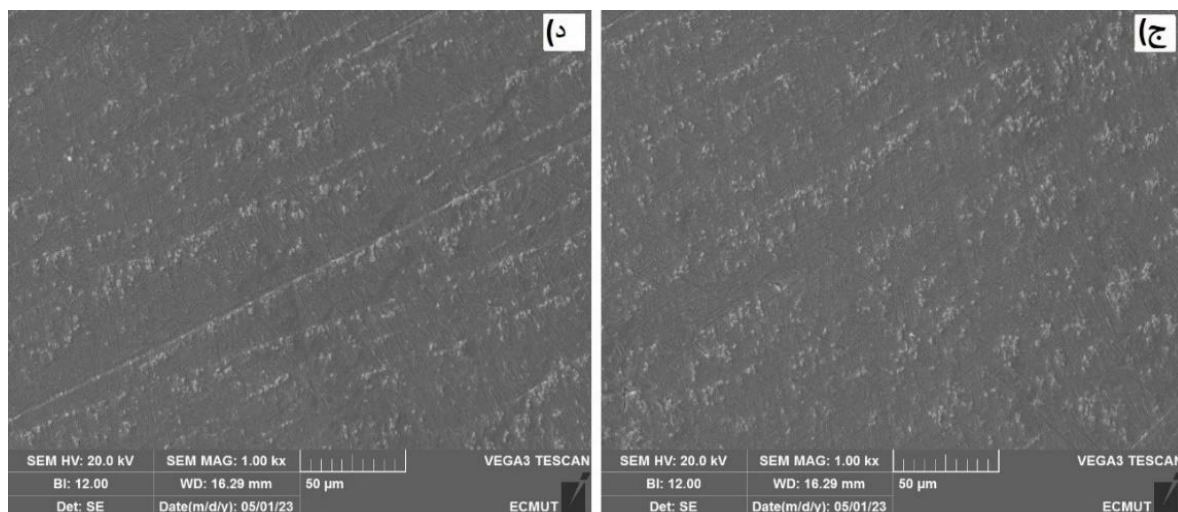 د)
SEM HV: 20.0 kV SEM MAG: 1.00 kx VEGA3 TESCAN
BI: 12.00 WD: 16.29 mm 50 µm
Det: SE Date(m/d/y): 05/01/23 ECMUT
ج)
SEM HV: 20.0 kV SEM MAG: 1.00 kx VEGA3 TESCAN
BI: 12.00 WD: 16.29 mm 50 µm
Det: SE Date(m/d/y): 05/01/23 ECMUT